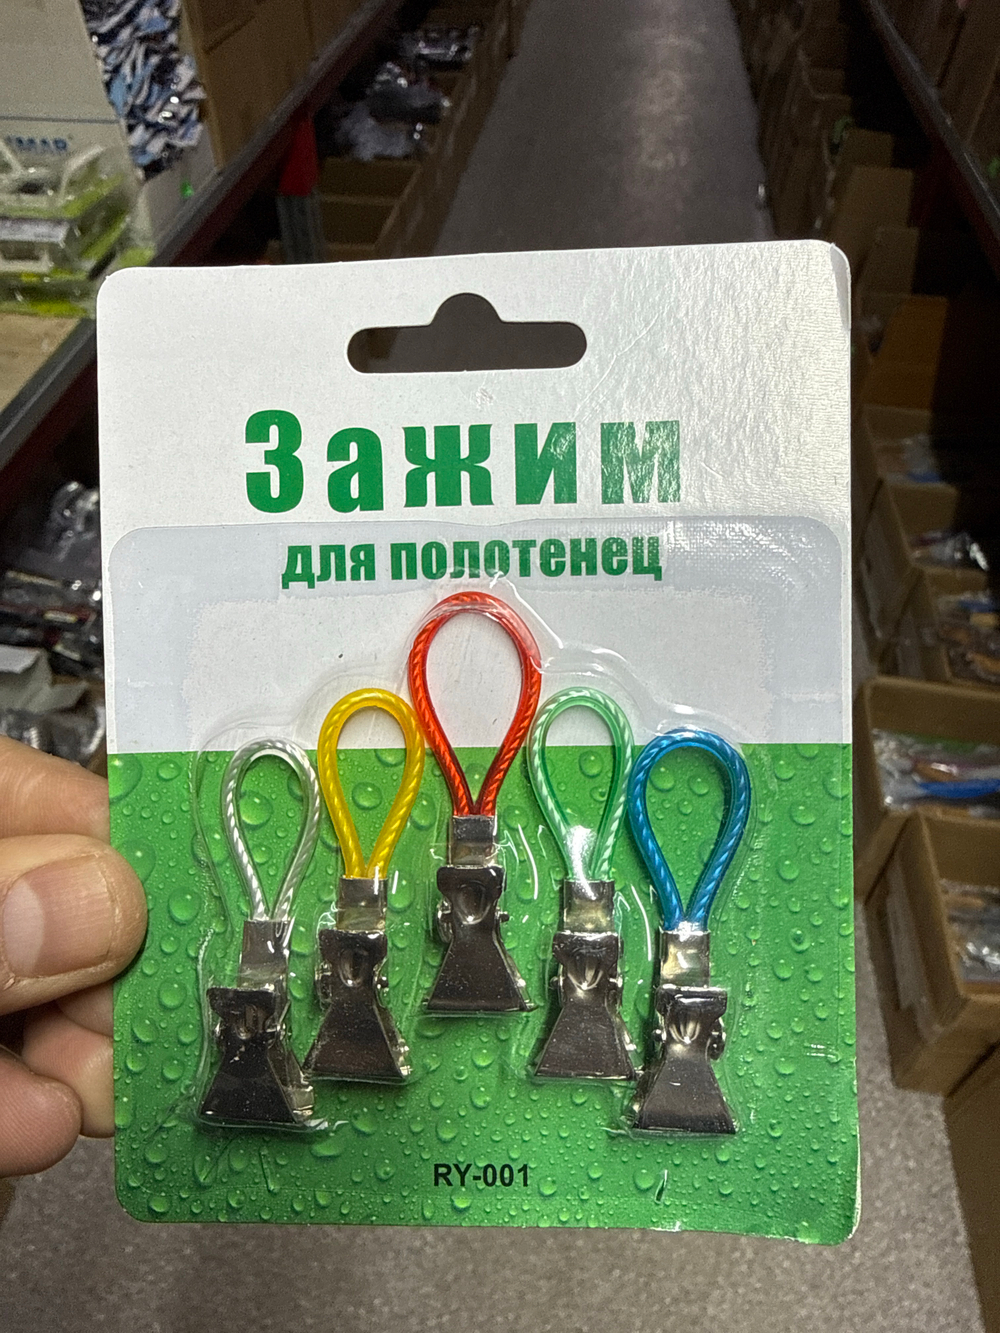 Зажим
для полотенец
RY-001